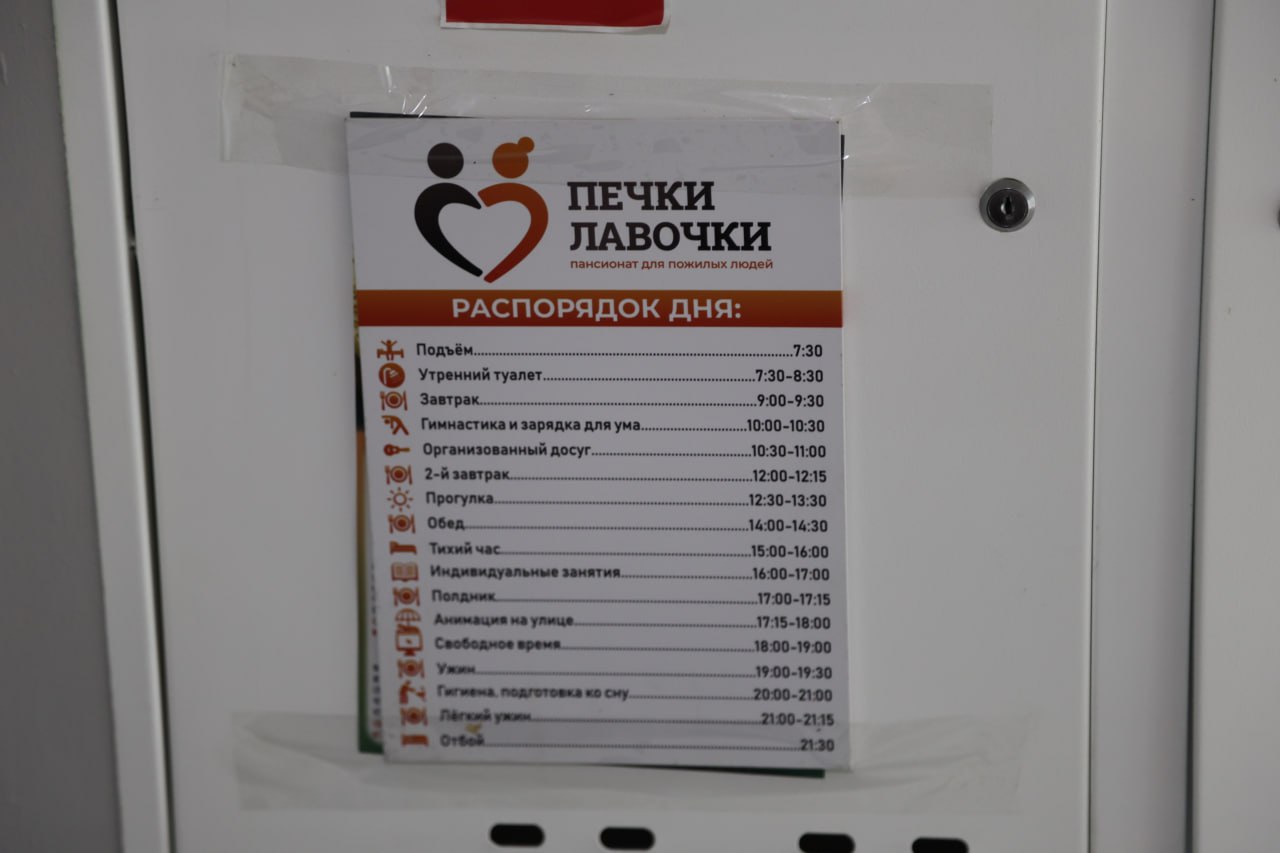 ПЕЧКИ
ЛАВОЧКИ
пансионат для пожилых людей
РАСПОРЯДОК ДНЯ:
Подъём 7:30
Утренний туалет 7:30-8:30
Завтрак 9:00-9:30
Гимнастика и зарядка для ума 10:00-10:30
Организованный досуг 10:30-11:00
2-й завтрак 12:00-12:15
Прогулка 12:30-13:30
Обед 14:00-14:30
Тихий час 15:00-16:00
Индивидуальные занятия 16:00-17:00
Полдник 17:00-17:15
Анимация на улице 17:15-18:00
Свободное время 18:00-19:00
Ужин 19:00-19:30
Гигиена, подготовка ко сну 20:00-21:00
Лёгкий ужин 21:00-21:15
Отбой 21:30